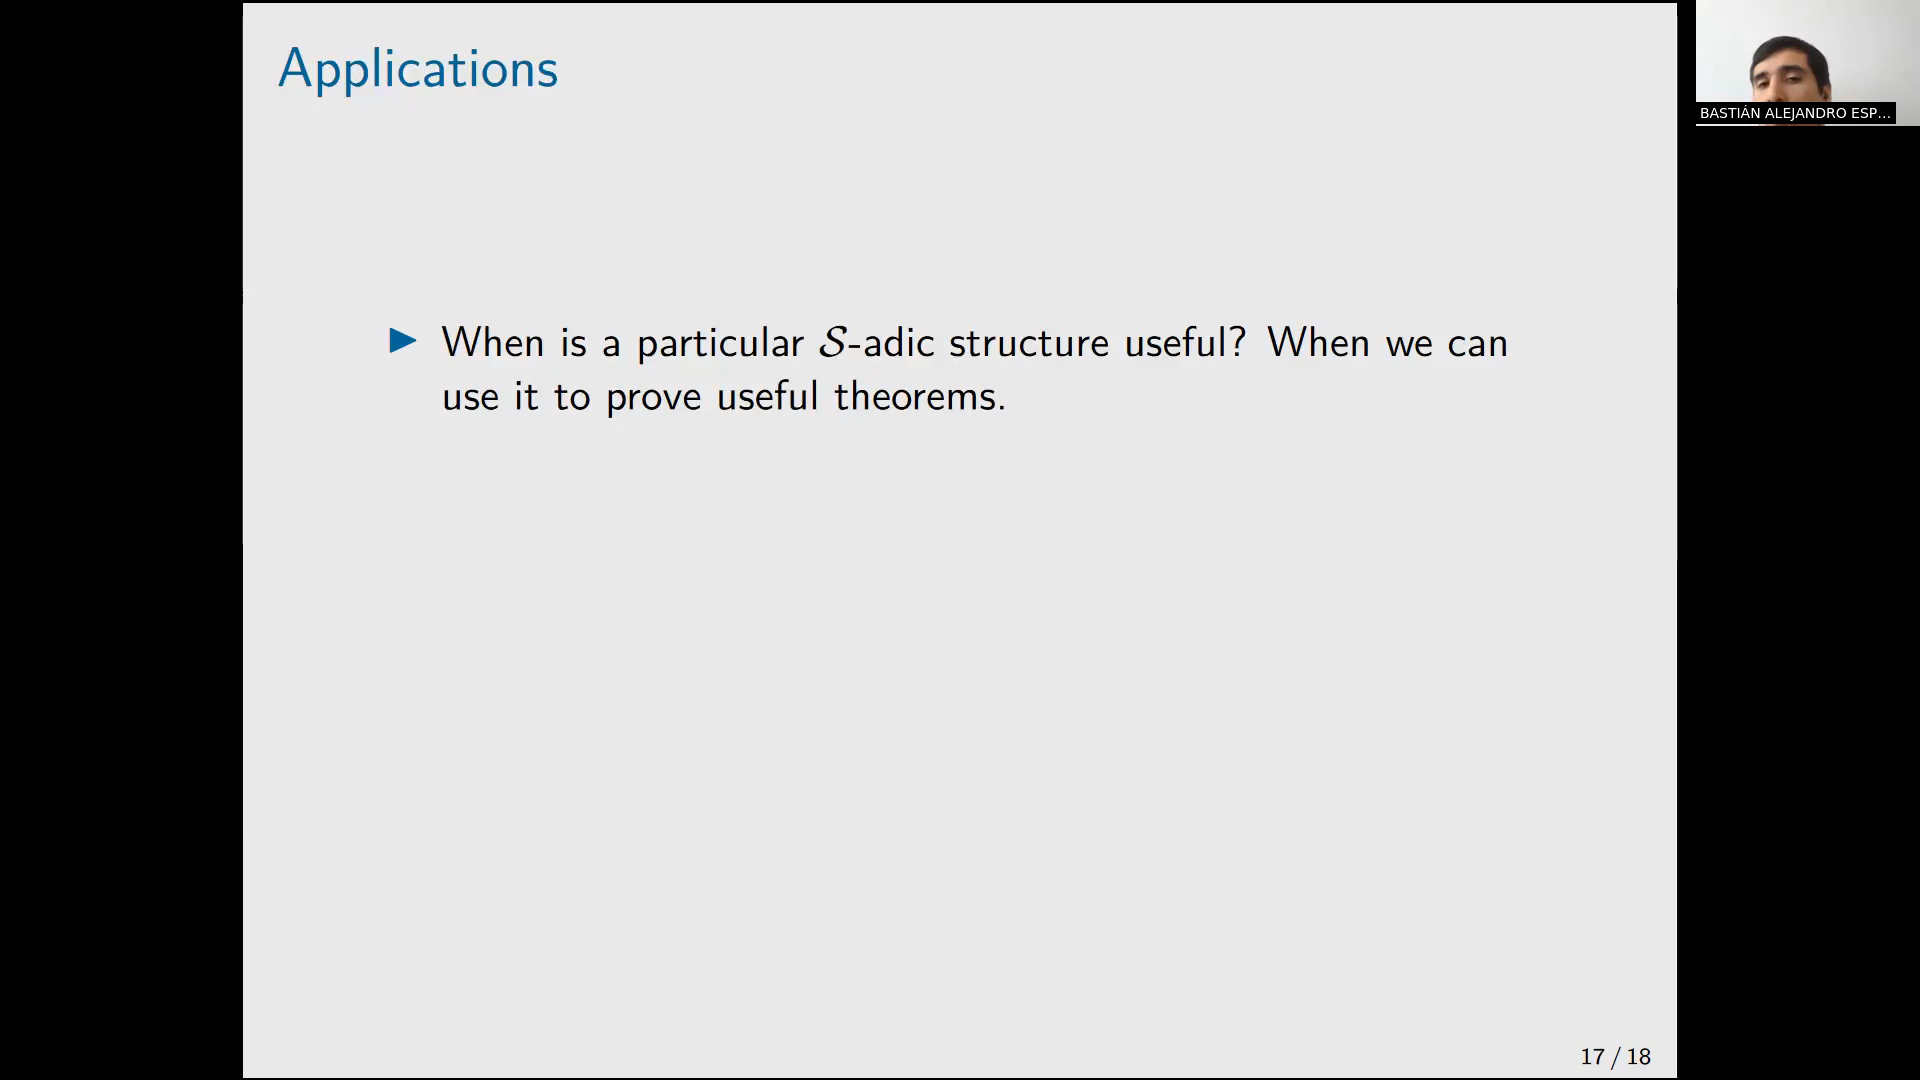 Applications
BASTIÁN ALEJANDRO ESP...
▶ When is a particular 𝒮-adic structure useful? When we can
use it to prove useful theorems.
17 / 18